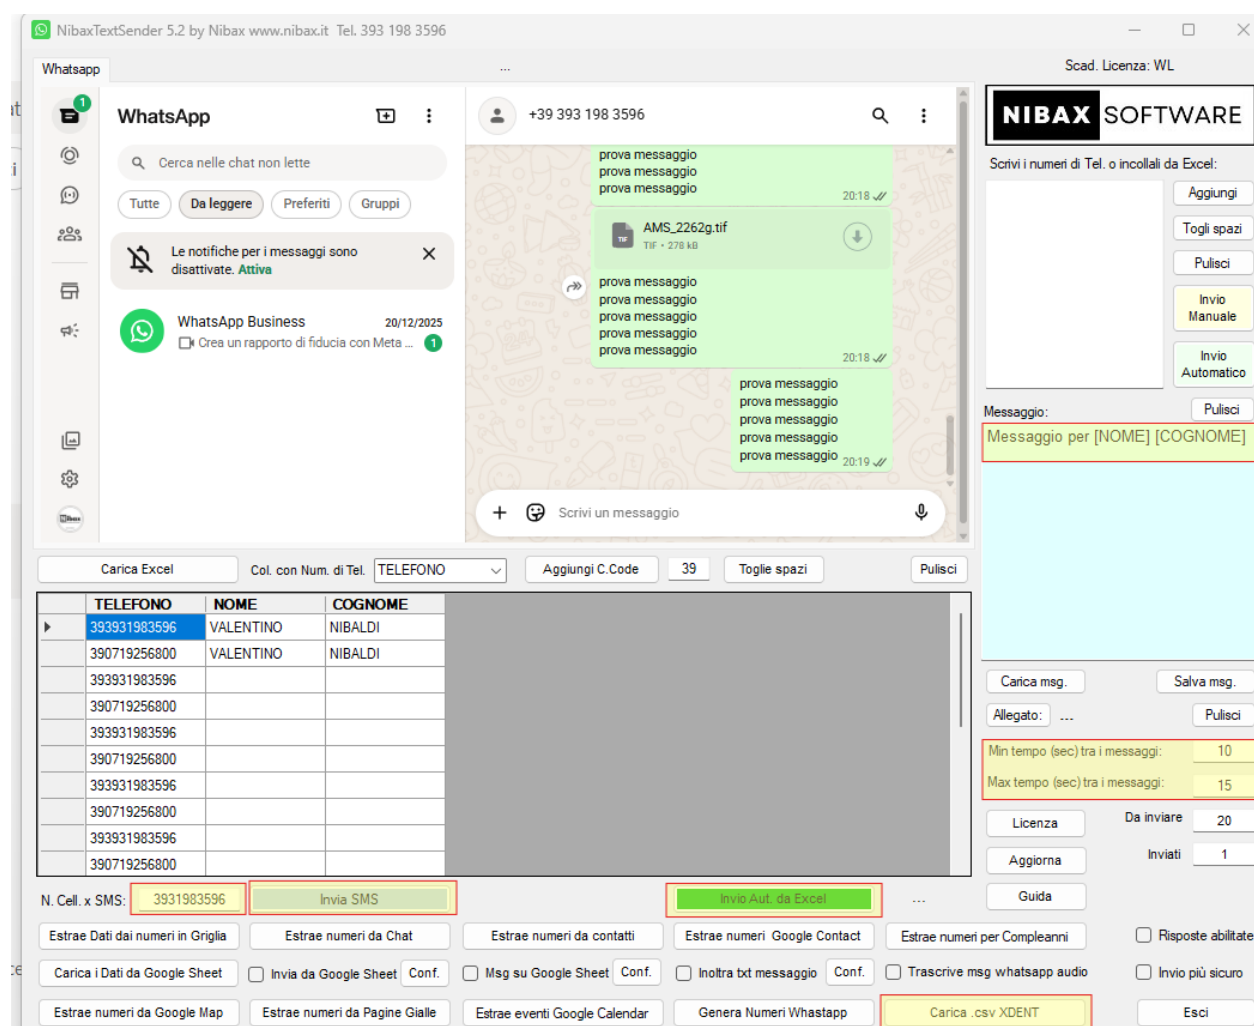 NibaxTextSender 5.2 by Nibax www.nibax.it Tel. 393 198 3596
Whatsapp
...
Scad. Licenza: WL
1
WhatsApp
+39 393 198 3596
NIBAX SOFTWARE
Cerca nelle chat non lette
Tutte
Da leggere
Preferiti
Gruppi
Le notifiche per i messaggi sono
disattivate. Attiva
WhatsApp Business
20/12/2025
Crea un rapporto di fiducia con Meta ...
1
prova messaggio
prova messaggio
prova messaggio
20:18
AMS_2262g.tif
TIF
TIF • 278 kB
prova messaggio
prova messaggio
prova messaggio
prova messaggio
prova messaggio
20:18
prova messaggio
prova messaggio
prova messaggio
prova messaggio
prova messaggio
20:19
Scrivi un messaggio
Nibax
Scrivi i numeri di Tel. o incollali da Excel:
Aggiungi
Togli spazi
Pulisci
Invio
Manuale
Invio
Automatico
Messaggio:
Pulisci
Messaggio per [NOME] [COGNOME]
Carica Excel
Col. con Num. di Tel.
TELEFONO
Aggiungi C.Code
39
Toglie spazi
Pulisci
TELEFONO NOME COGNOME
393931983596 VALENTINO NIBALDI
390719256800 VALENTINO NIBALDI
393931983596
390719256800
393931983596
390719256800
393931983596
390719256800
393931983596
390719256800
Carica msg.
Salva msg.
Allegato:
...
Pulisci
Min tempo (sec) tra i messaggi: 10
Max tempo (sec) tra i messaggi: 15
Licenza
Da inviare 20
Aggiorna
Inviati 1
Guida
N. Cell. x SMS: 3931983596
Invia SMS
Invio Aut. da Excel
...
Estrae Dati dai numeri in Griglia
Estrae numeri da Chat
Estrae numeri da contatti
Estrae numeri Google Contact
Estrae numeri per Compleanni
Risposte abilitate
Carica i Dati da Google Sheet
Invia da Google Sheet
Conf.
Msg su Google Sheet
Conf.
Inoltra txt messaggio
Conf.
Trascrive msg whatsapp audio
Invio più sicuro
Estrae numeri da Google Map
Estrae numeri da Pagine Gialle
Estrae eventi Google Calendar
Genera Numeri Whastapp
Carica .csv XDENT
Esci